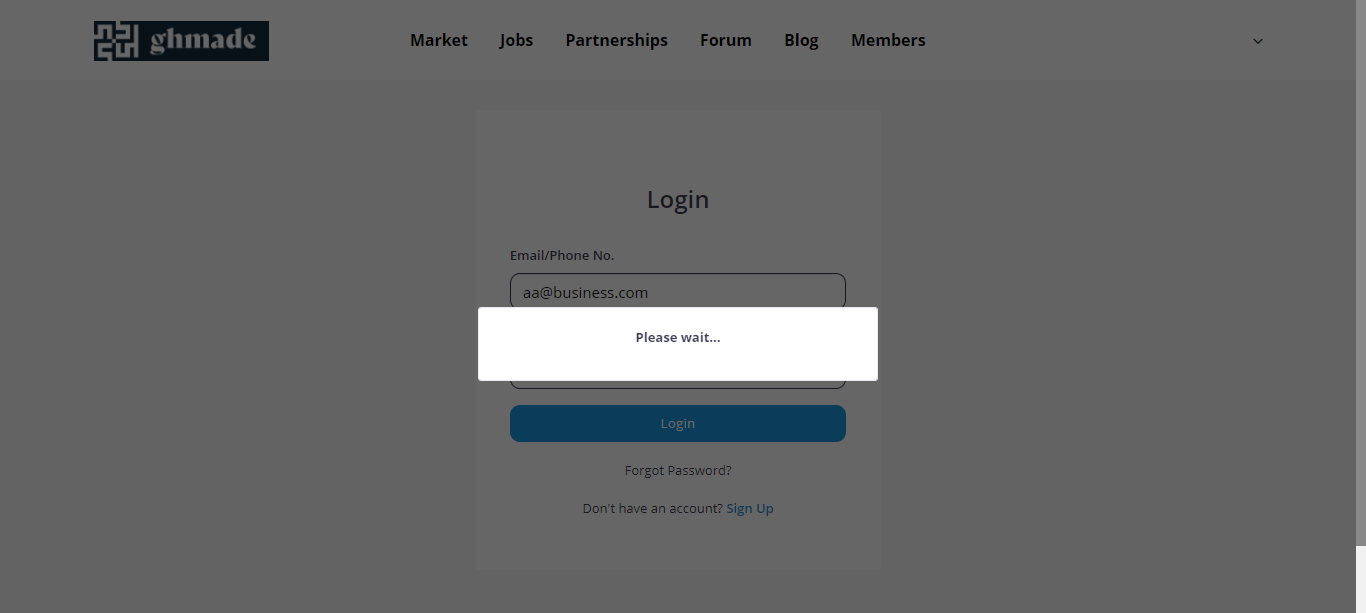 ghmade
Market Jobs Partnerships Forum Blog Members
Login
Email/Phone No.
aa@business.com
Please wait...
Login
Forgot Password?
Don't have an account? Sign Up